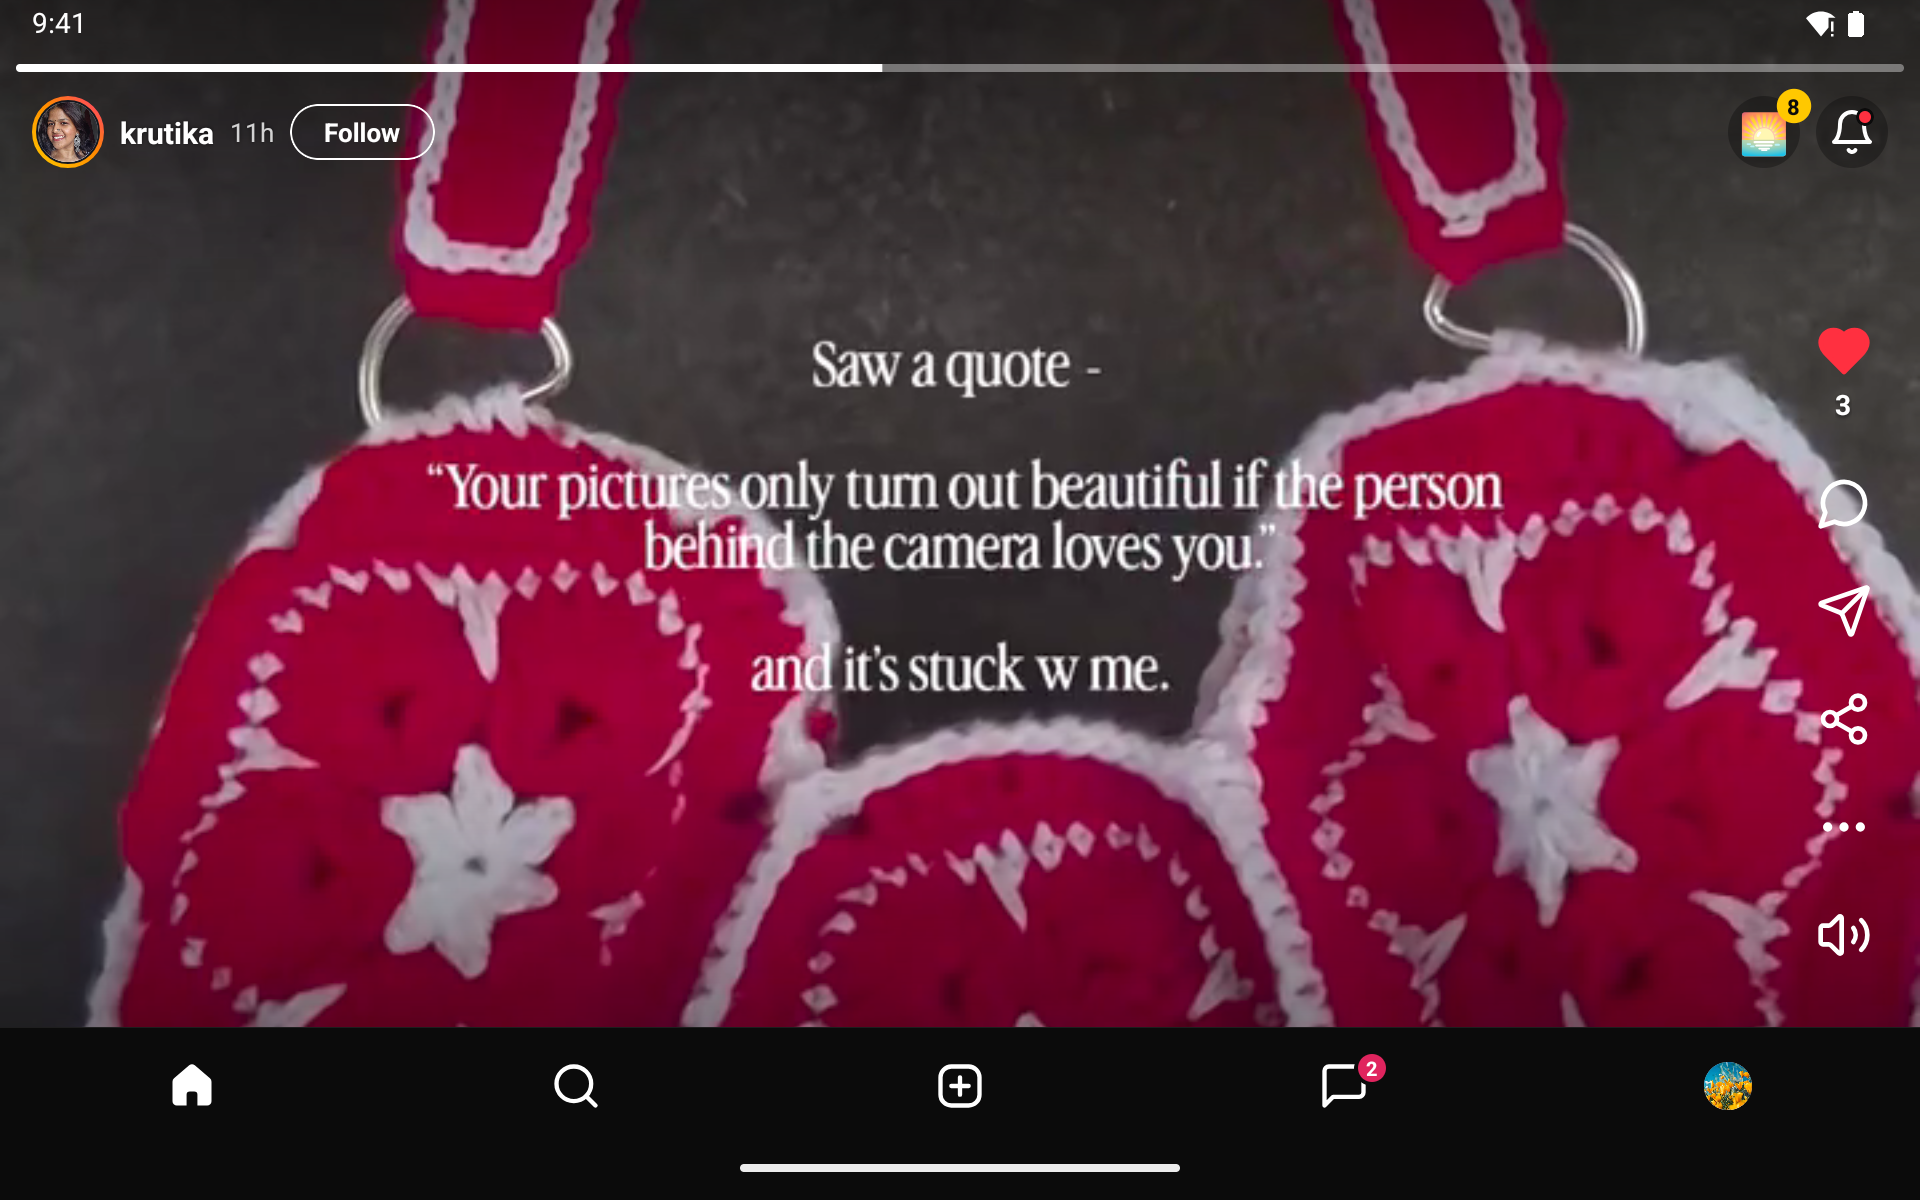 9:41
krutika 11h Follow
8
Saw a quote -
“Your pictures only turn out beautiful if the person
behind the camera loves you.”
and it’s stuck w me.
3
2